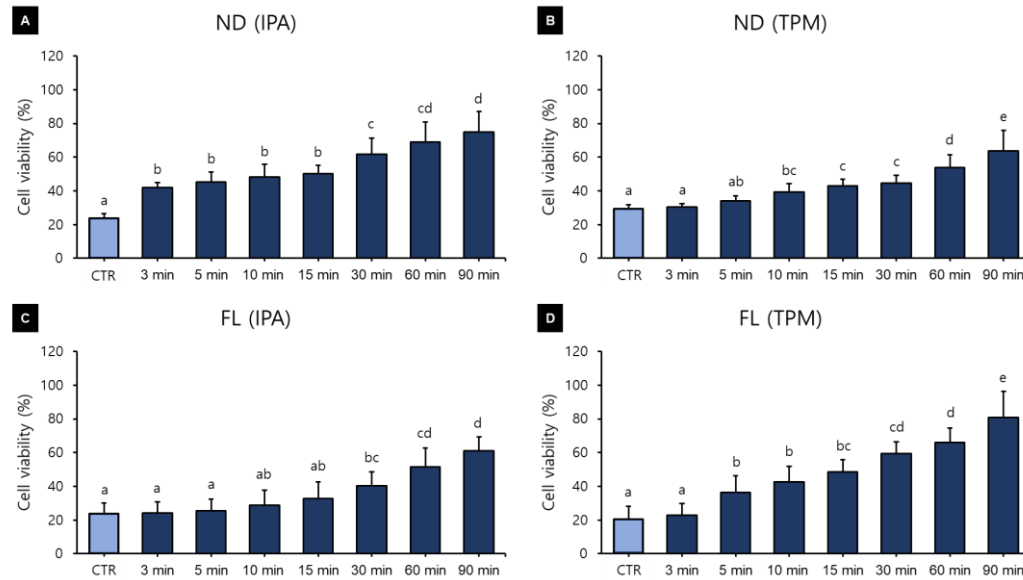 A
ND (IPA)
Cell viability (%)
120
100
80
60
40
20
0
a
b
b
b
b
c
cd
d
CTR 3 min 5 min 10 min 15 min 30 min 60 min 90 min
B
ND (TPM)
Cell viability (%)
120
100
80
60
40
20
0
a
a
ab
bc
c
c
d
e
CTR 3 min 5 min 10 min 15 min 30 min 60 min 90 min
C
FL (IPA)
Cell viability (%)
120
100
80
60
40
20
0
a
a
a
ab
ab
bc
cd
d
CTR 3 min 5 min 10 min 15 min 30 min 60 min 90 min
D
FL (TPM)
Cell viability (%)
120
100
80
60
40
20
0
a
a
b
b
bc
cd
d
e
CTR 3 min 5 min 10 min 15 min 30 min 60 min 90 min